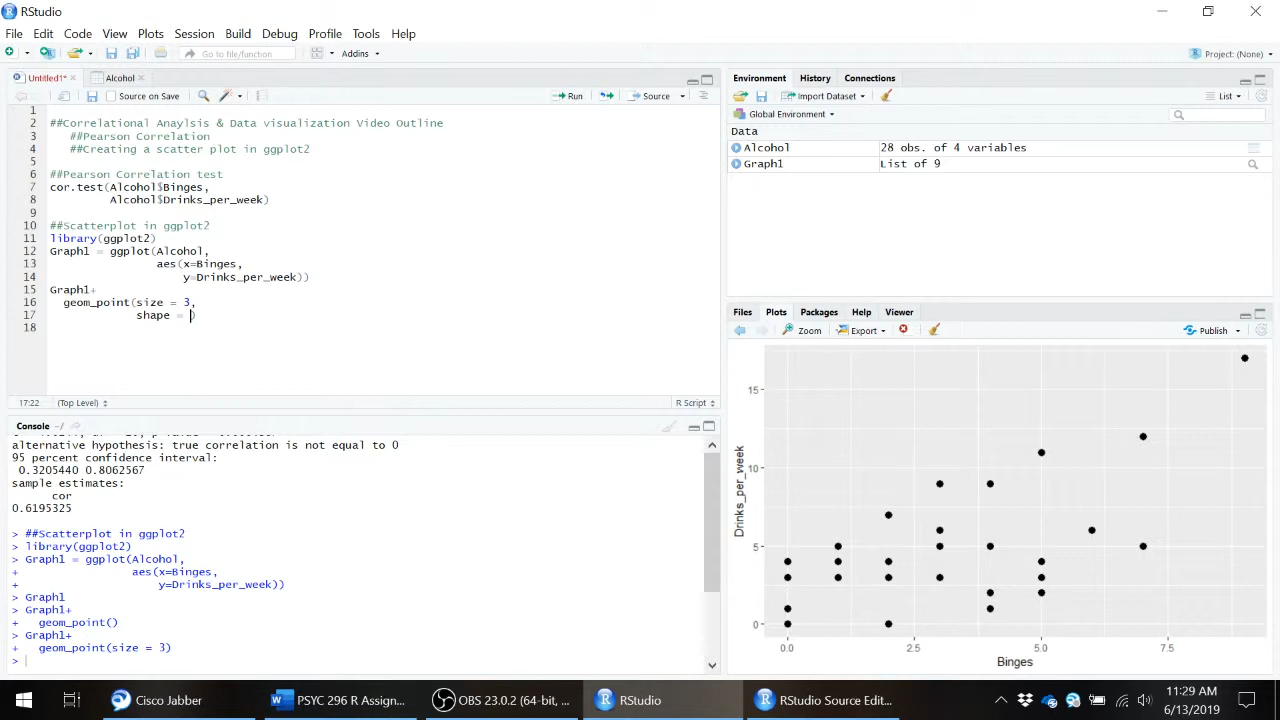 RStudio
File Edit Code View Plots Session Build Debug Profile Tools Help
Go to file/function Addins Project: (None)
Untitled1* Alcohol
Source on Save Run Source
1
2 ##Correlational Anaylsis & Data visualization Video Outline
3 ##Pearson Correlation
4 ##Creating a scatter plot in ggplot2
5
6 ##Pearson Correlation test
7 cor.test(Alcohol$Binges,
8 Alcohol$Drinks_per_week)
9
10 ##Scatterplot in ggplot2
11 library(ggplot2)
12 Graph1 = ggplot(Alcohol,
13 aes(x=Binges,
14 y=Drinks_per_week))
15 Graph1+
16 geom_point(size = 3,
17 shape = )
18
17:22 (Top Level) R Script
Console ~/
alternative hypothesis: true correlation is not equal to 0
95 percent confidence interval:
0.3205440 0.8062567
sample estimates:
cor
0.6195325
> ##Scatterplot in ggplot2
> library(ggplot2)
> Graph1 = ggplot(Alcohol,
+ aes(x=Binges,
+ y=Drinks_per_week))
> Graph1
> Graph1+
+ geom_point()
> Graph1+
+ geom_point(size = 3)
>
Environment History Connections
Import Dataset List
Global Environment
Data
Alcohol 28 obs. of 4 variables
Graph1 List of 9
Files Plots Packages Help Viewer
Zoom Export Publish
15
10
5
0
Drinks_per_week
0.0 2.5 5.0 7.5
Binges
Cisco Jabber PSYC 296 R Assign... OBS 23.0.2 (64-bit, ... RStudio RStudio Source Edit...
11:29 AM
6/13/2019